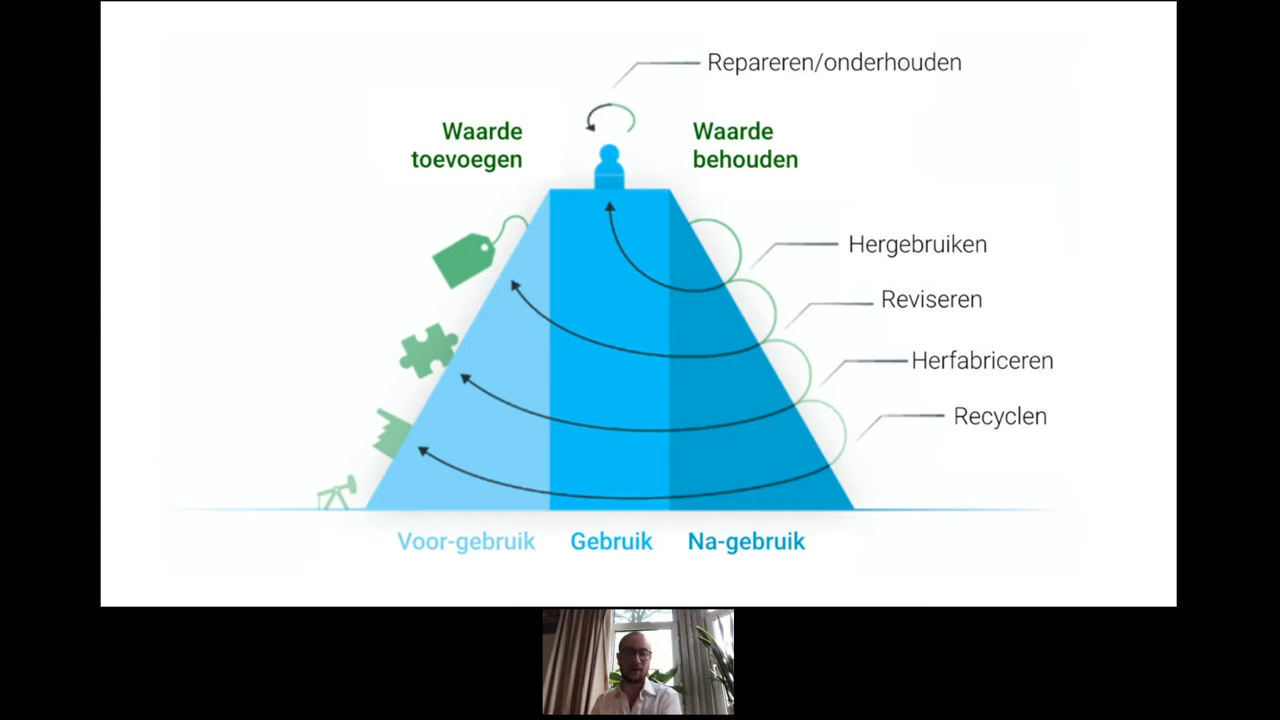 Repareren/onderhouden
Waarde
toevoegen
Waarde
behouden
Hergebruiken
Reviseren
Herfabriceren
Recyclen
Voor-gebruik
Gebruik
Na-gebruik